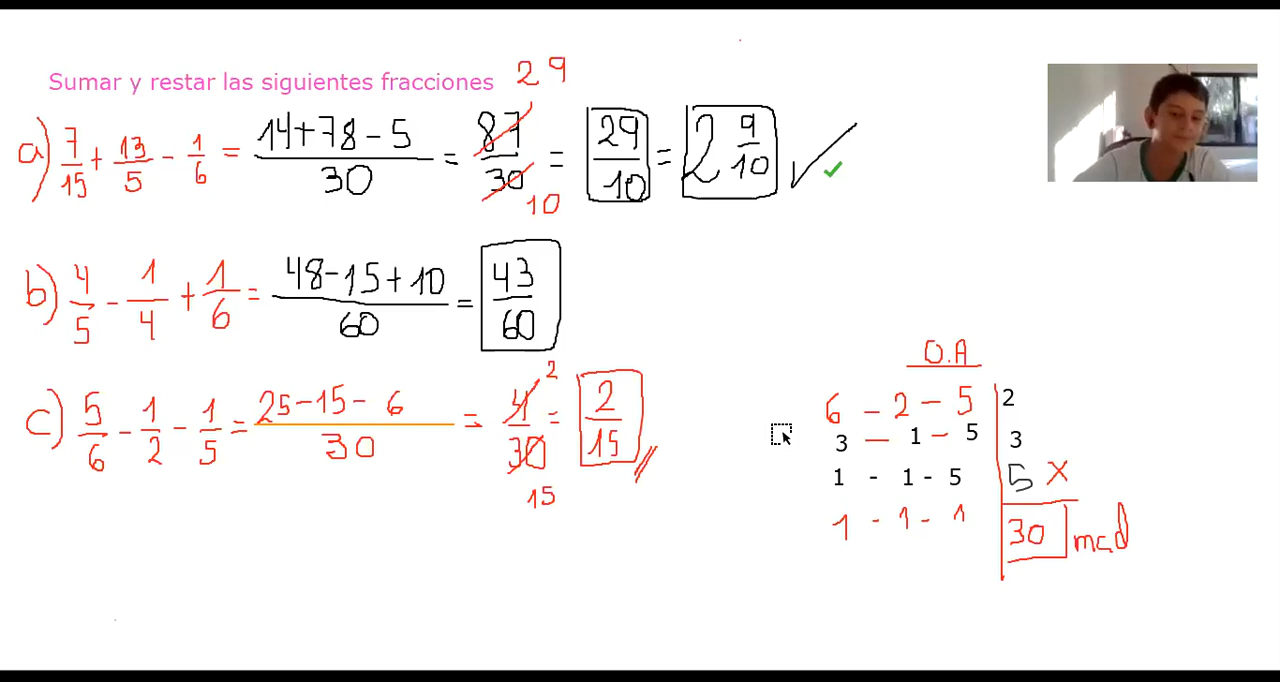 Sumar y restar las siguientes fracciones
a) 7/15 + 13/5 - 1/6 = 14+78-5/30 = 87/30 29 10 = 29/10 = 2 9/10 ✓ ✓
b) 4/5 - 1/4 + 1/6 = 48-15+10/60 = 43/60
c) 5/6 - 1/2 - 1/5 = 25-15-6/30 = 4/30 2 15 = 2/15 //
O.A
6 - 2 - 5 | 2
3 - 1 - 5 | 3
1 - 1 - 5 | 5 x
1 - 1 - 1 | 30 mcd